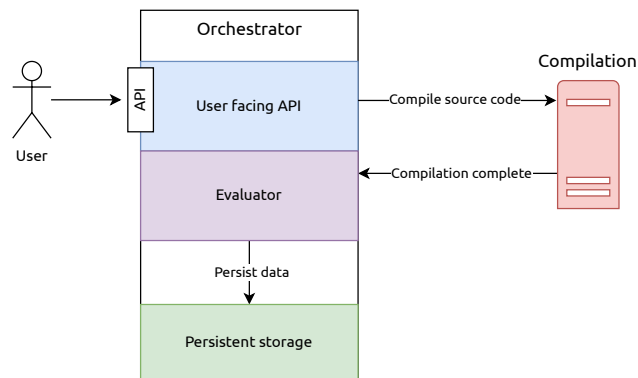 Orchestrator
Compilation
API
User facing API
Compile source code
User
Compilation complete
Evaluator
Persist data
Persistent storage